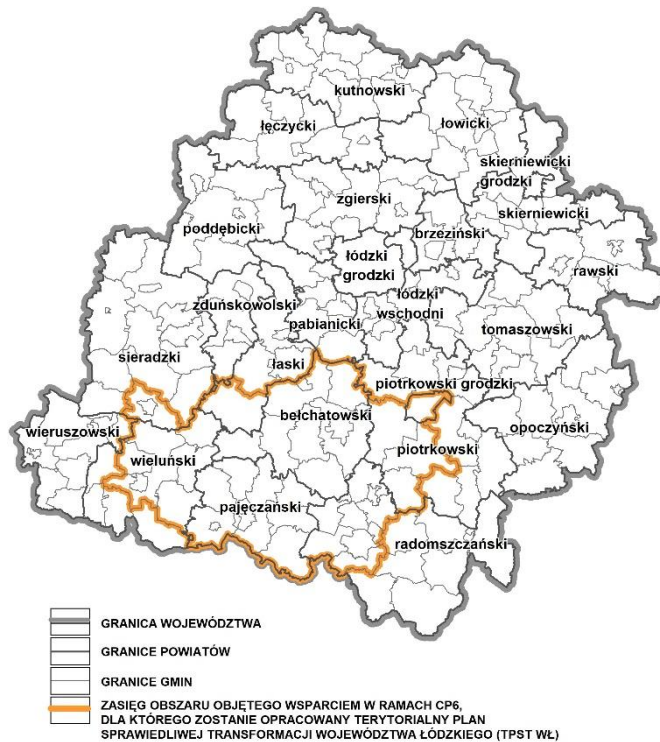 kutnowski
łęczycki
łowicki
skierniewicki
grodzki
zgierski
skierniewicki
poddębicki
brzeziński
łódzki
grodzki
rawski
zduńskowolski
łódzki
wschodni
pabianicki
tomaszowski
sieradzki
łaski
piotrkowski grodzki
wieruszowski
bełchatowski
opoczyński
wieluński
piotrkowski
pajęczański
radomszczański
GRANICA WOJEWÓDZTWA
GRANICE POWIATÓW
GRANICE GMIN
ZASIĘG OBSZARU OBJĘTEGO WSPARCIEM W RAMACH CP6,
DLA KTÓREGO ZOSTANIE OPRACOWANY TERYTORIALNY PLAN
SPRAWIEDLIWEJ TRANSFORMACJI WOJEWÓDZTWA ŁÓDZKIEGO (TPST WŁ)